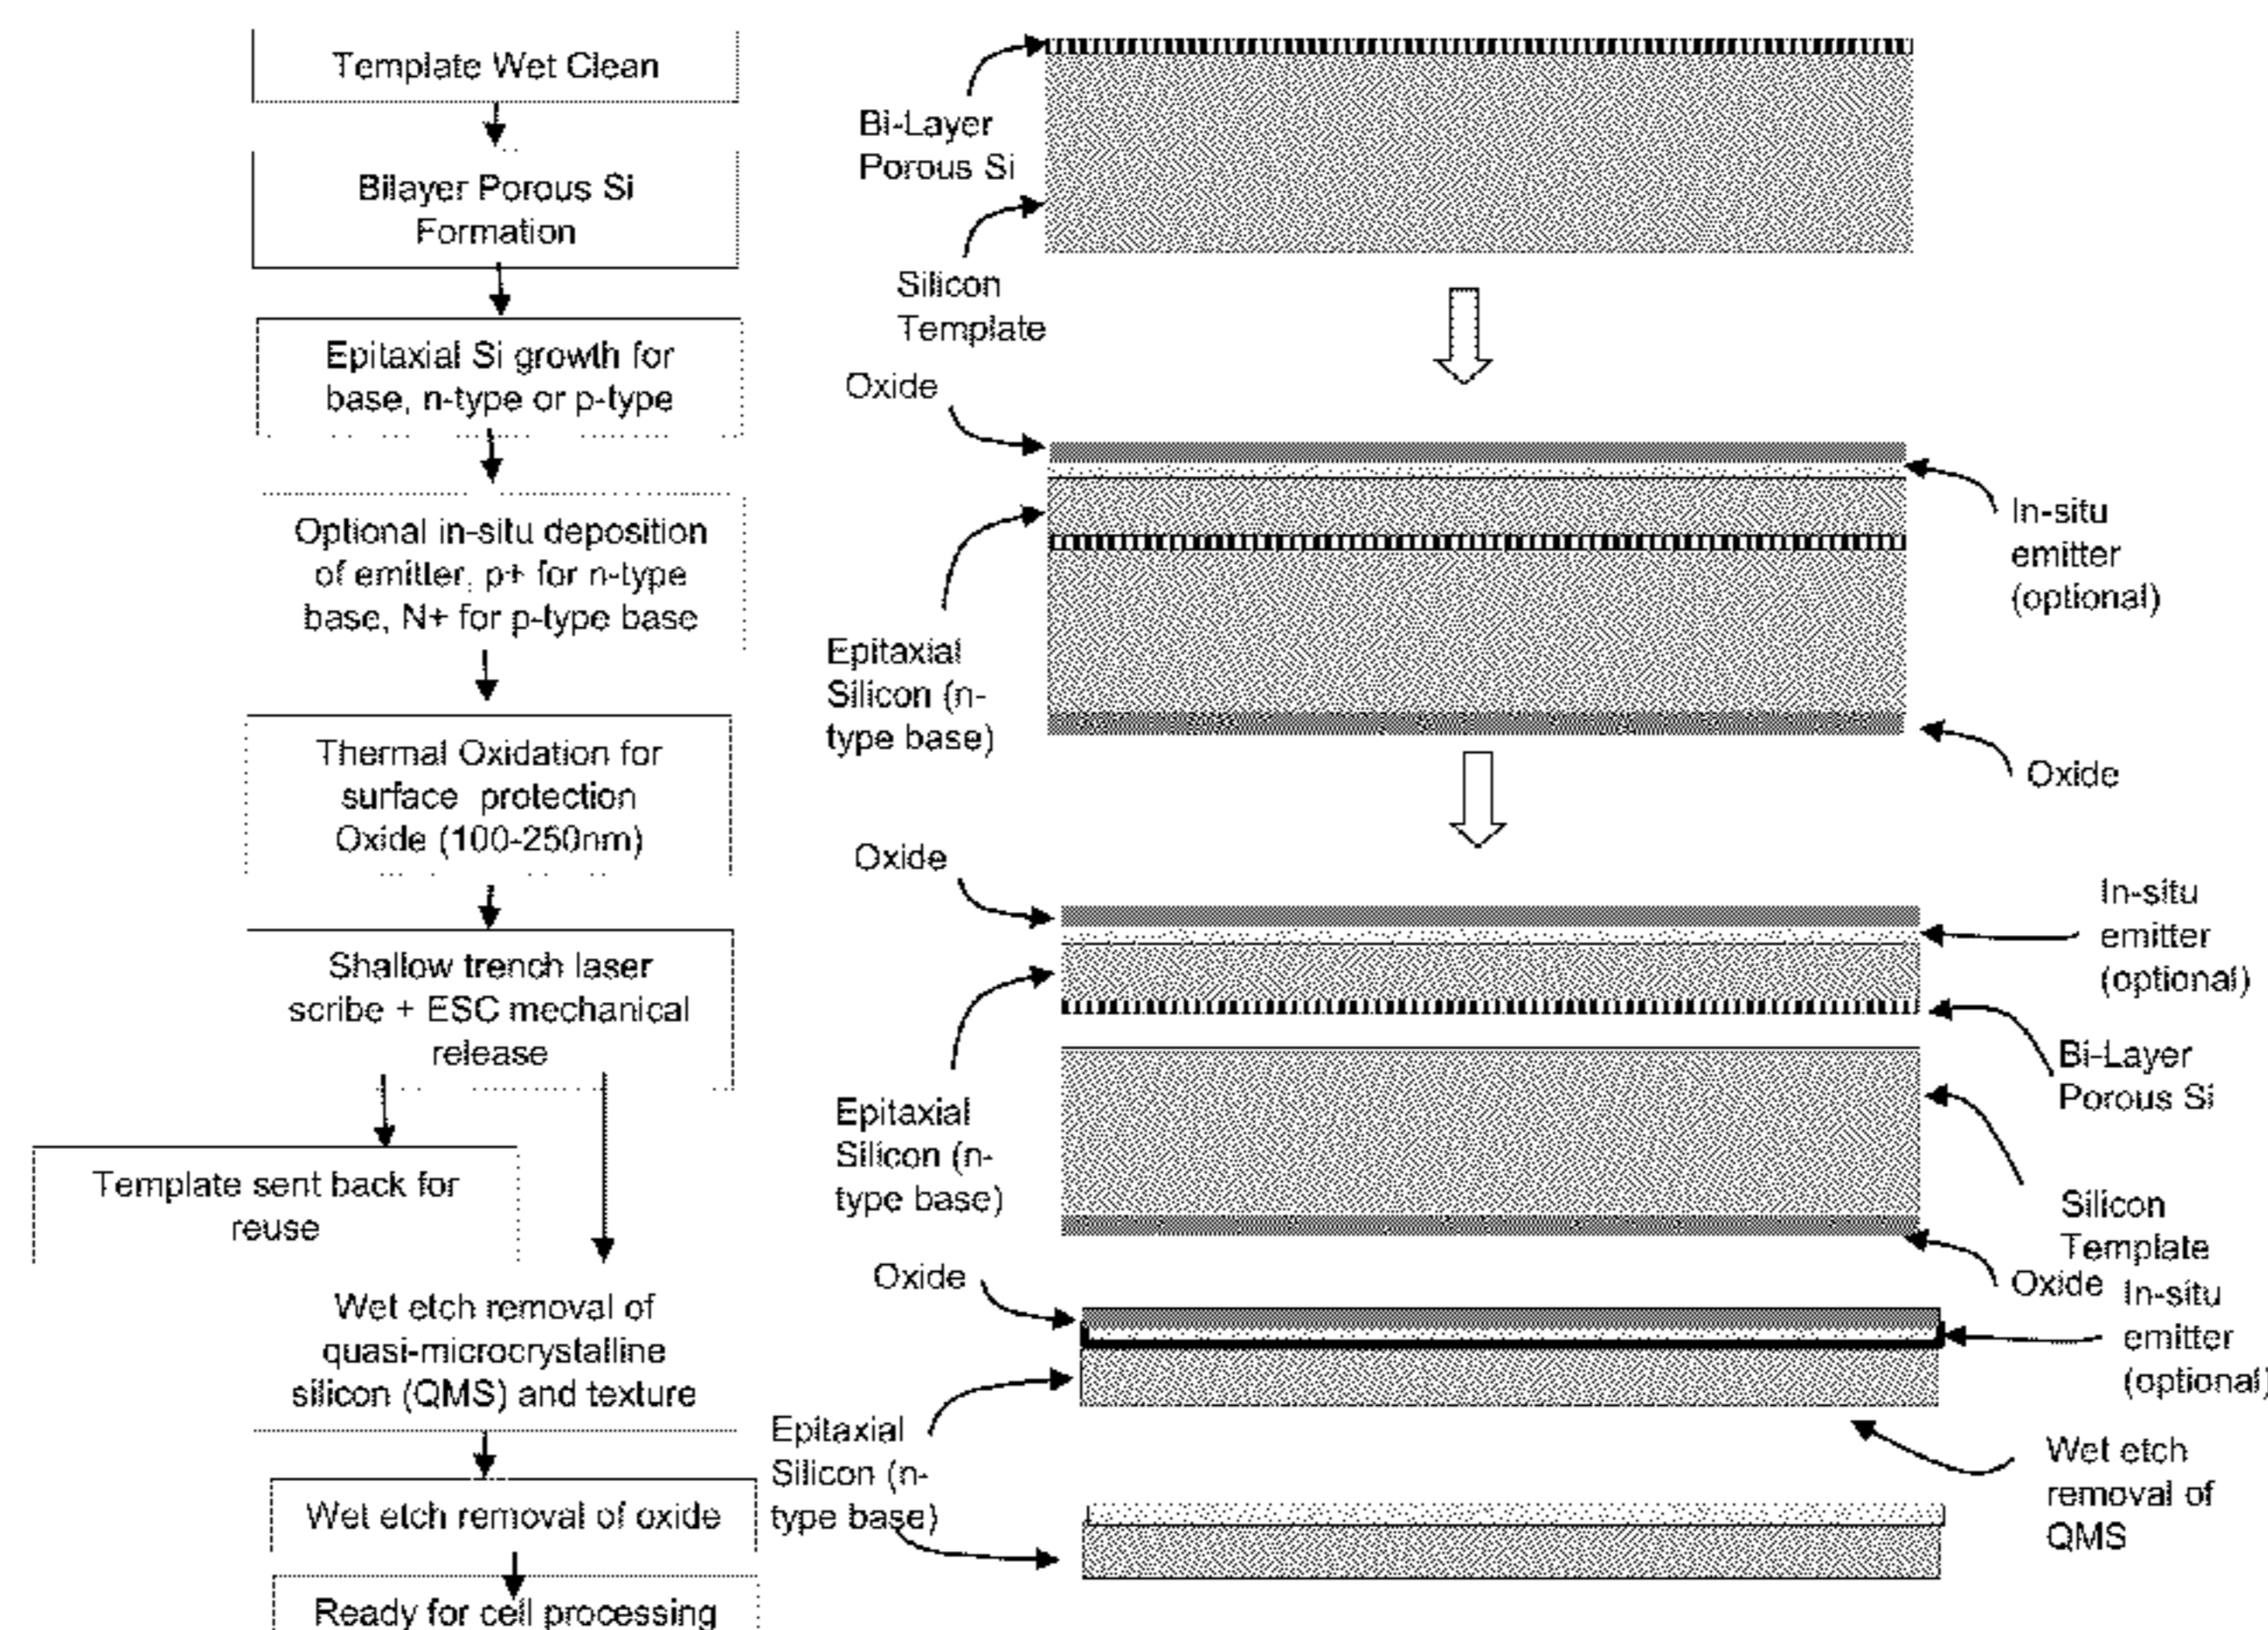 Template Wet Clean
Bilayer Porous Si
Formation
Epitaxial Si growth for
base, n-type or p-type
Optional in-situ deposition
of emitter, p+ for n-type
base, N+ for p-type base
Thermal Oxidation for
surface protection
Oxide (100-250nm)
Shallow trench laser
scribe + ESC mechanical
release
Template sent back for
reuse
Wet etch removal of
quasi-microcrystalline
silicon (QMS) and texture
Wet etch removal of oxide
Ready for cell processing
Bi-Layer
Porous Si
Silicon
Template
Oxide
In-situ
emitter
(optional)
Epitaxial
Silicon (n-
type base)
Oxide
Oxide
In-situ
emitter
(optional)
Bi-Layer
Porous Si
Epitaxial
Silicon (n-
type base)
Silicon
Template
Oxide
Oxide
In-situ
emitter
(optional)
Epitaxial
Silicon (n-
type base)
Wet etch
removal of
QMS